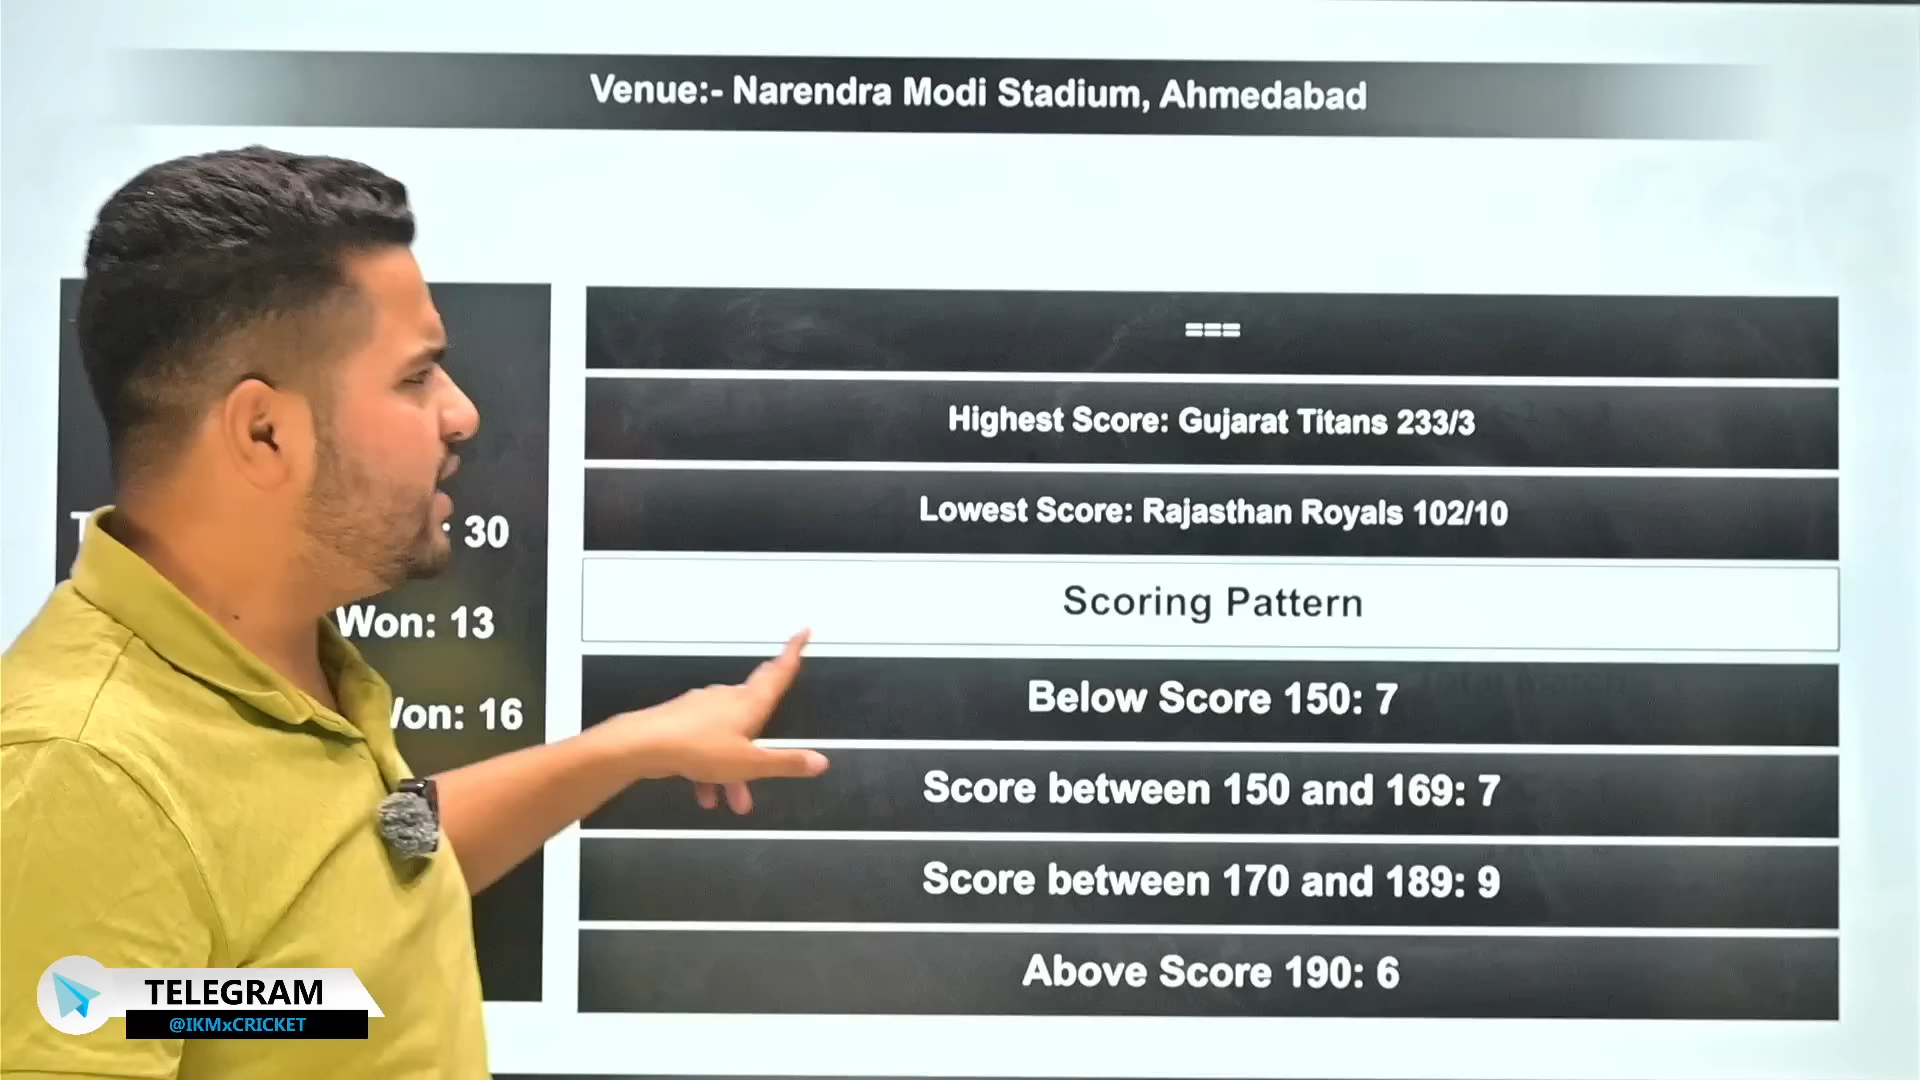 Venue:- Narendra Modi Stadium, Ahmedabad
: 30
Won: 13
Won: 16
===
Highest Score: Gujarat Titans 233/3
Lowest Score: Rajasthan Royals 102/10
Scoring Pattern
Below Score 150: 7
Score between 150 and 169: 7
Score between 170 and 189: 9
Above Score 190: 6
TELEGRAM
@IKMxCRICKET